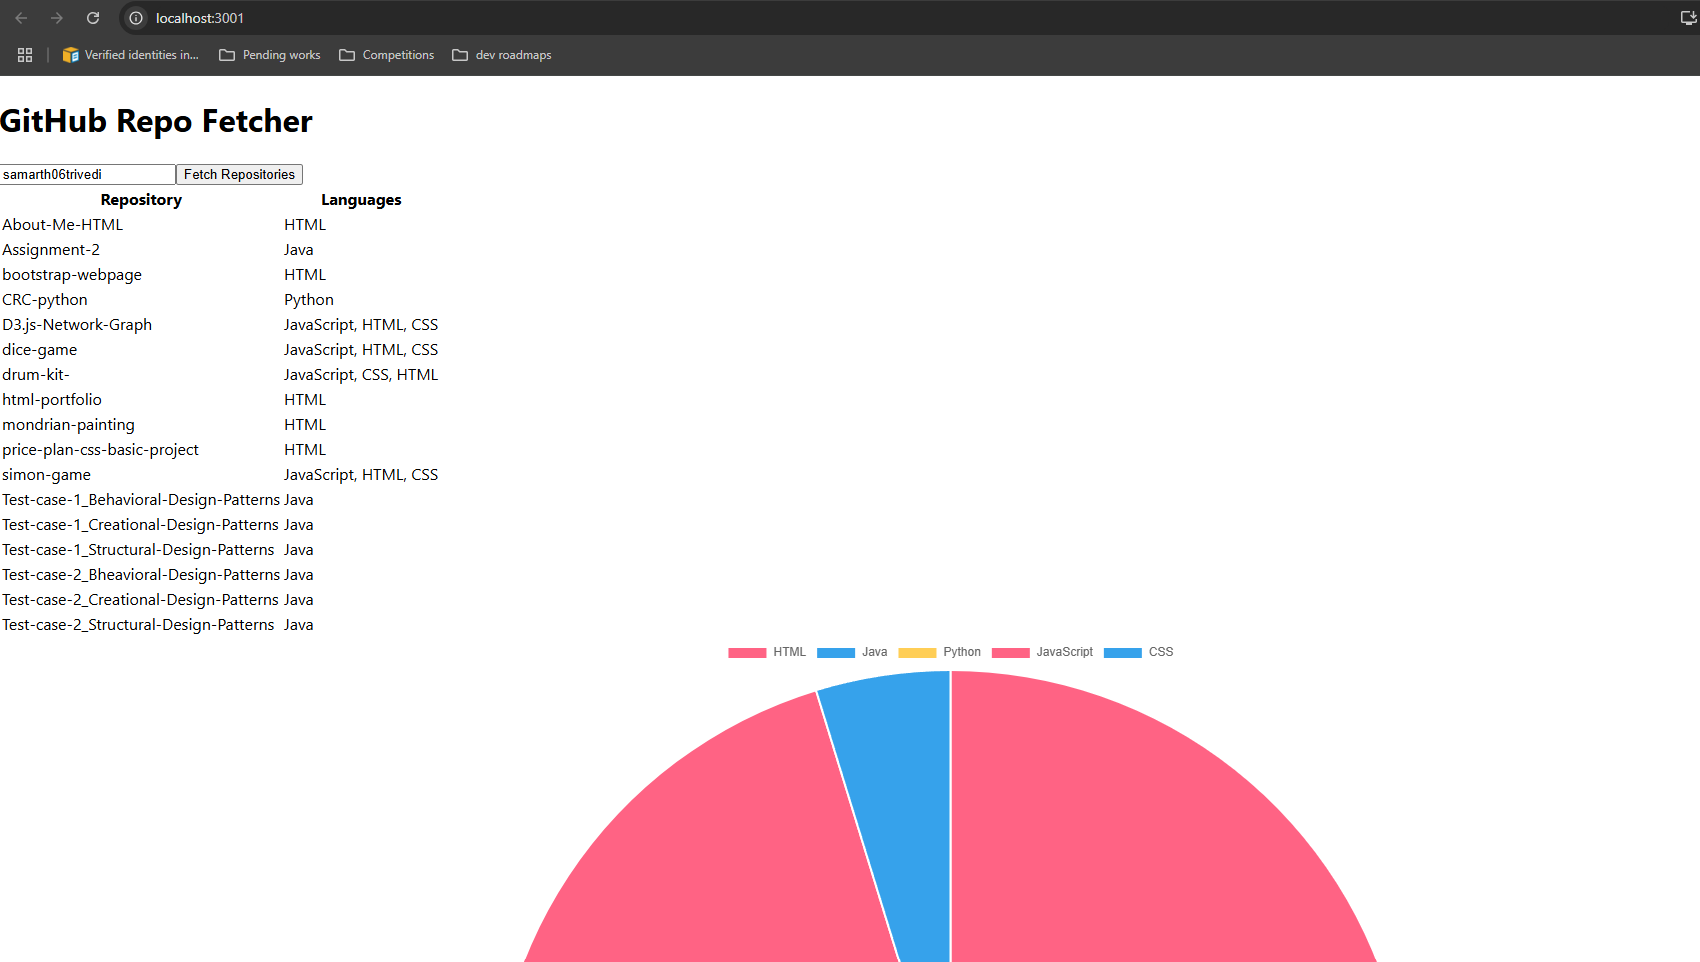 localhost:3001
Verified identities in... Pending works Competitions dev roadmaps
GitHub Repo Fetcher
samarth06trivedi Fetch Repositories
Repository Languages
About-Me-HTML HTML
Assignment-2 Java
bootstrap-webpage HTML
CRC-python Python
D3.js-Network-Graph JavaScript, HTML, CSS
dice-game JavaScript, HTML, CSS
drum-kit- JavaScript, CSS, HTML
html-portfolio HTML
mondrian-painting HTML
price-plan-css-basic-project HTML
simon-game JavaScript, HTML, CSS
Test-case-1_Behavioral-Design-Patterns Java
Test-case-1_Creational-Design-Patterns Java
Test-case-1_Structural-Design-Patterns Java
Test-case-2_Bheavioral-Design-Patterns Java
Test-case-2_Creational-Design-Patterns Java
Test-case-2_Structural-Design-Patterns Java
HTML Java Python JavaScript CSS